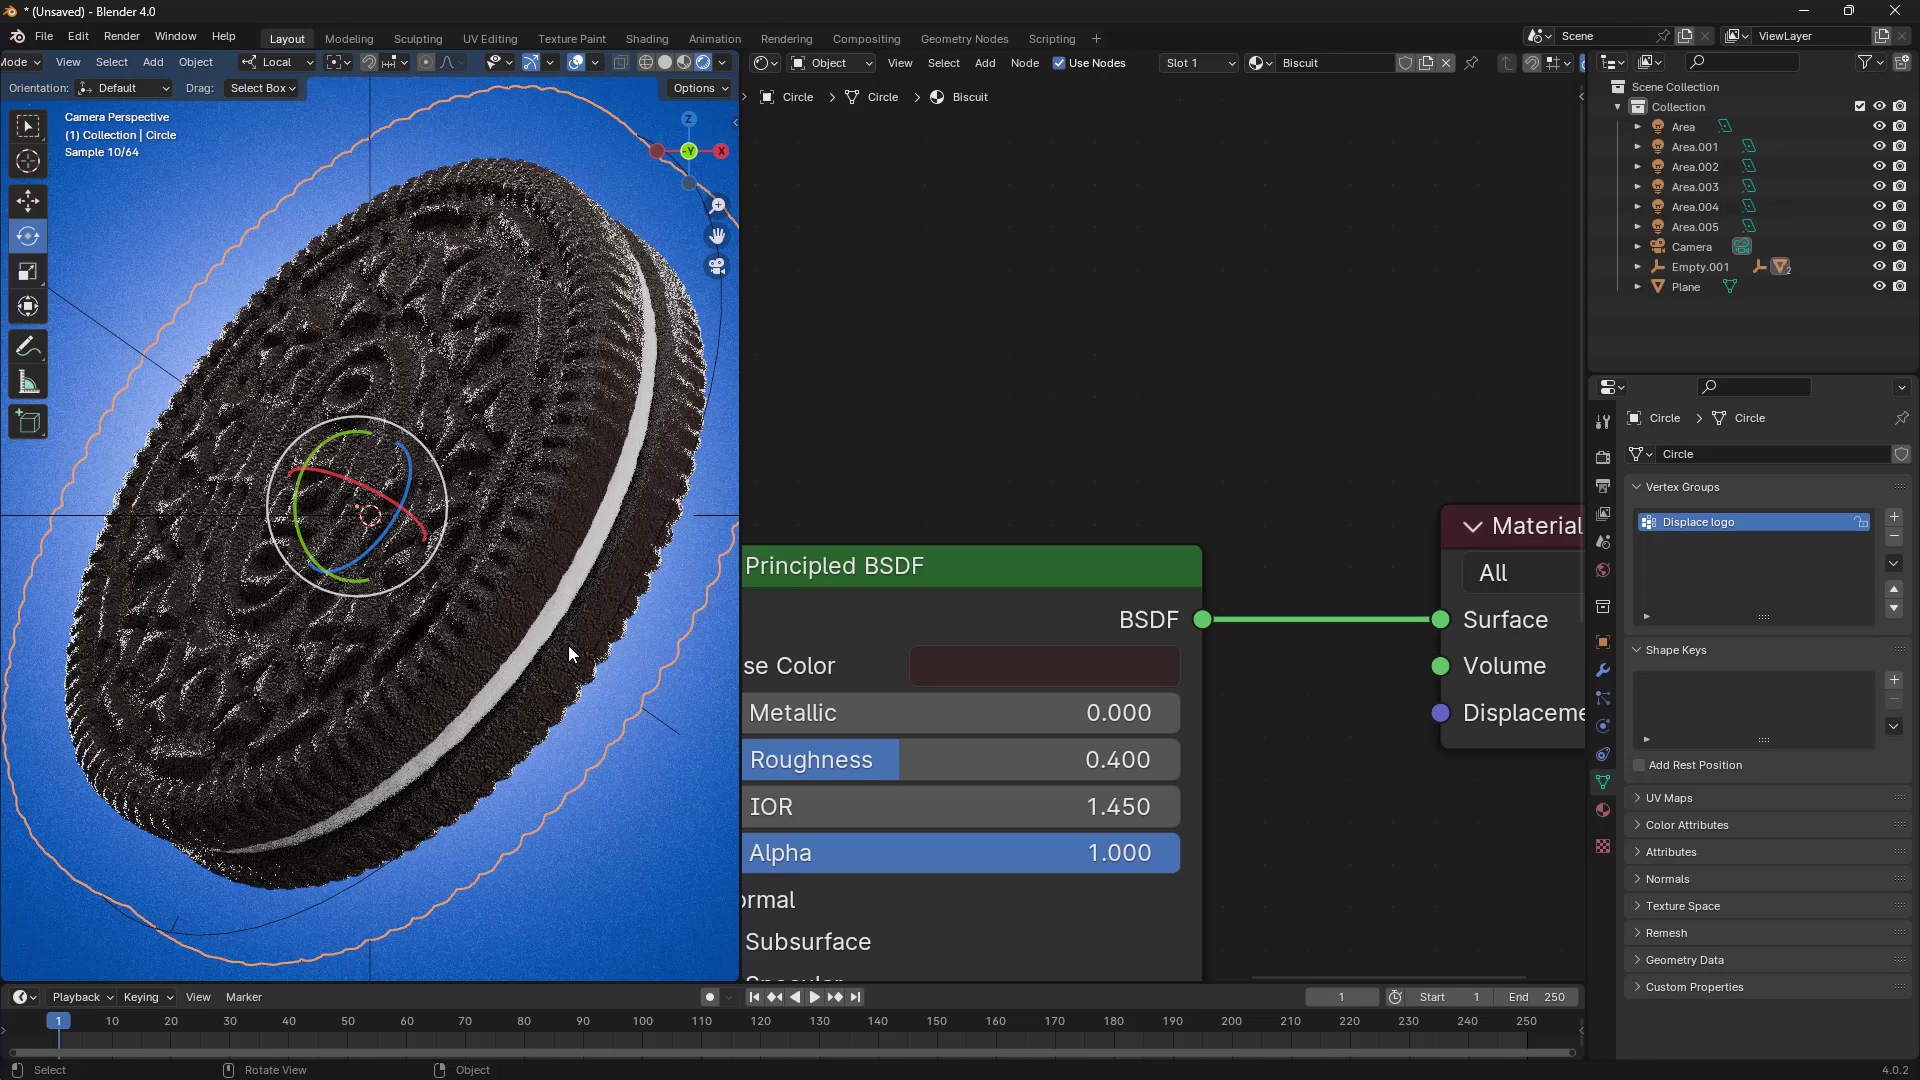 * (Unsaved) - Blender 4.0
File Edit Render Window Help
Layout Modeling Sculpting UV Editing Texture Paint Shading Animation Rendering Compositing Geometry Nodes Scripting +
Scene
ViewLayer
Mode View Select Add Object Local
Object View Select Add Node Use Nodes Slot 1 Biscuit
Orientation: Default Drag: Select Box Options
Circle > Circle > Biscuit
Camera Perspective
(1) Collection | Circle
Sample 10/64
Z
-Y
X
Principled BSDF
BSDF
se Color
Metallic 0.000
Roughness 0.400
IOR 1.450
Alpha 1.000
ormal
Subsurface
Specular
Material
All
Surface
Volume
Displaceme
Scene Collection
Collection
Area
Area.001
Area.002
Area.003
Area.004
Area.005
Camera
Empty.001 2
Plane
Circle > Circle
Circle
Vertex Groups
Displace logo
Shape Keys
Add Rest Position
UV Maps
Color Attributes
Attributes
Normals
Texture Space
Remesh
Geometry Data
Custom Properties
Playback Keying View Marker 1 Start 1 End 250
1 10 20 30 40 50 60 70 80 90 100 110 120 130 140 150 160 170 180 190 200 210 220 230 240 250
Select Rotate View Object 4.0.2